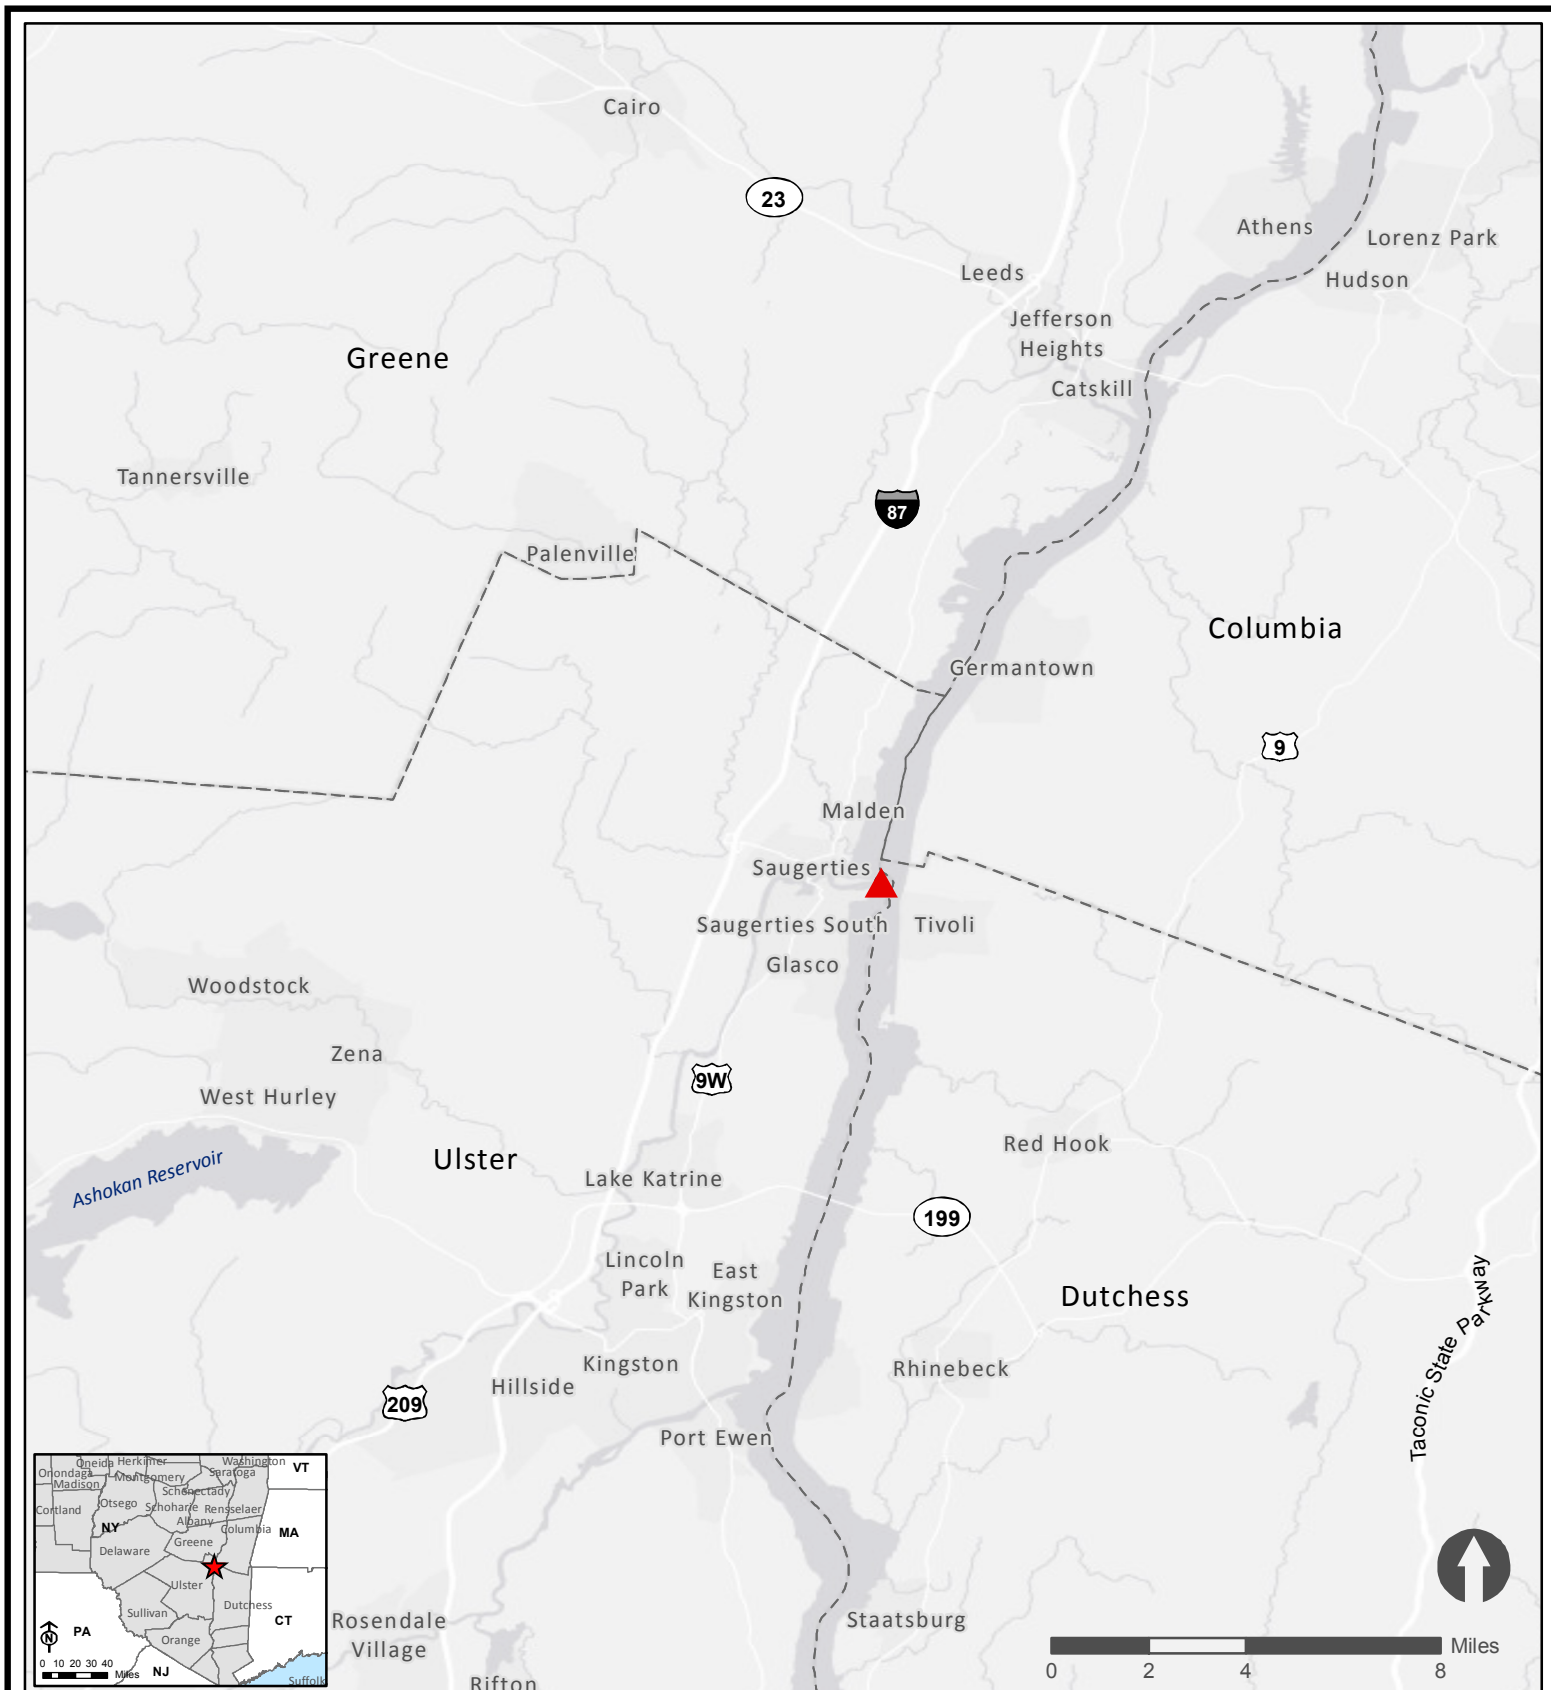 Cairo
23
Athens
Lorenz Park
Leeds
Hudson
Jefferson
Heights
Greene
Catskill
Tannersville
87
Palenville
Columbia
Germantown
9
Malden
Saugerties
Saugerties South
Tivoli
Glasco
Woodstock
Zena
9W
West Hurley
Red Hook
Ulster
Ashokan Reservoir
Lake Katrine
199
Lincoln
Park
East
Kingston
Dutchess
Taconic State Parkway
Kingston
Rhinebeck
Hillside
209
Port Ewen
Oneida
Herkimer
Washington
VT
Onondaga
Montgomery
Saratoga
Madison
Schenectady
Cortland
Otsego
Schoharie
Rensselaer
Albany
NY
Columbia
MA
Greene
Delaware
Ulster
Dutchess
Sullivan
CT
PA
Orange
N
0 10 20 30 40
Miles
NJ
Suffolk
Rosendale
Village
Staatsburg
Rifton
Miles
0 2 4 8